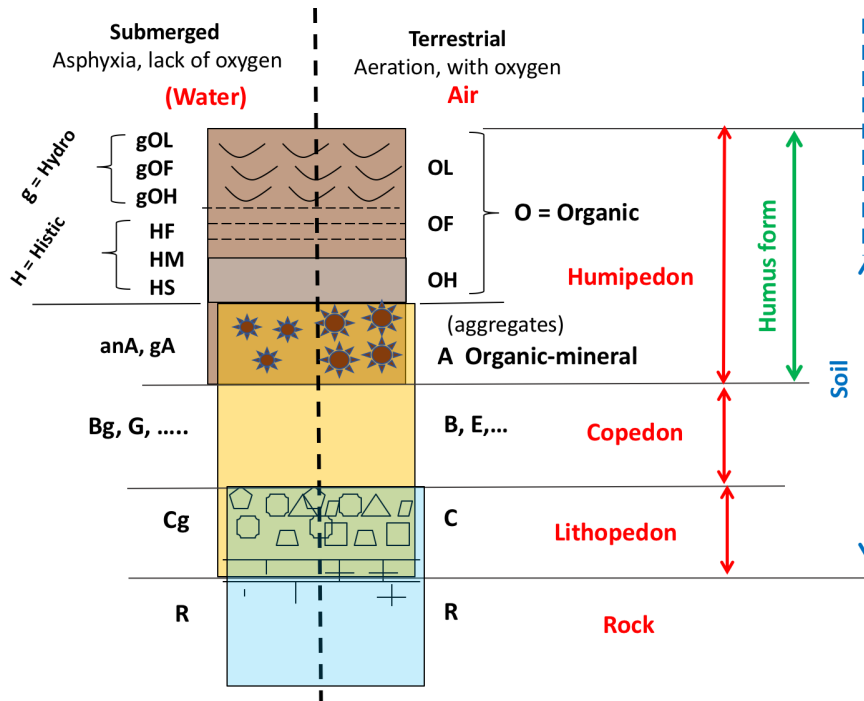 Submerged
Asphyxia, lack of oxygen
(Water)
Terrestrial
Aeration, with oxygen
Air
g = Hydro
gOL
gOF
gOH
H = Histic
HF
HM
HS
OL
OF
OH
O = Organic
Humipedon
Humus form
Soil
anA, gA
(aggregates)
A Organic-mineral
Bg, G, .....
B, E,...
Copedon
Cg
C
Lithopedon
R
R
Rock